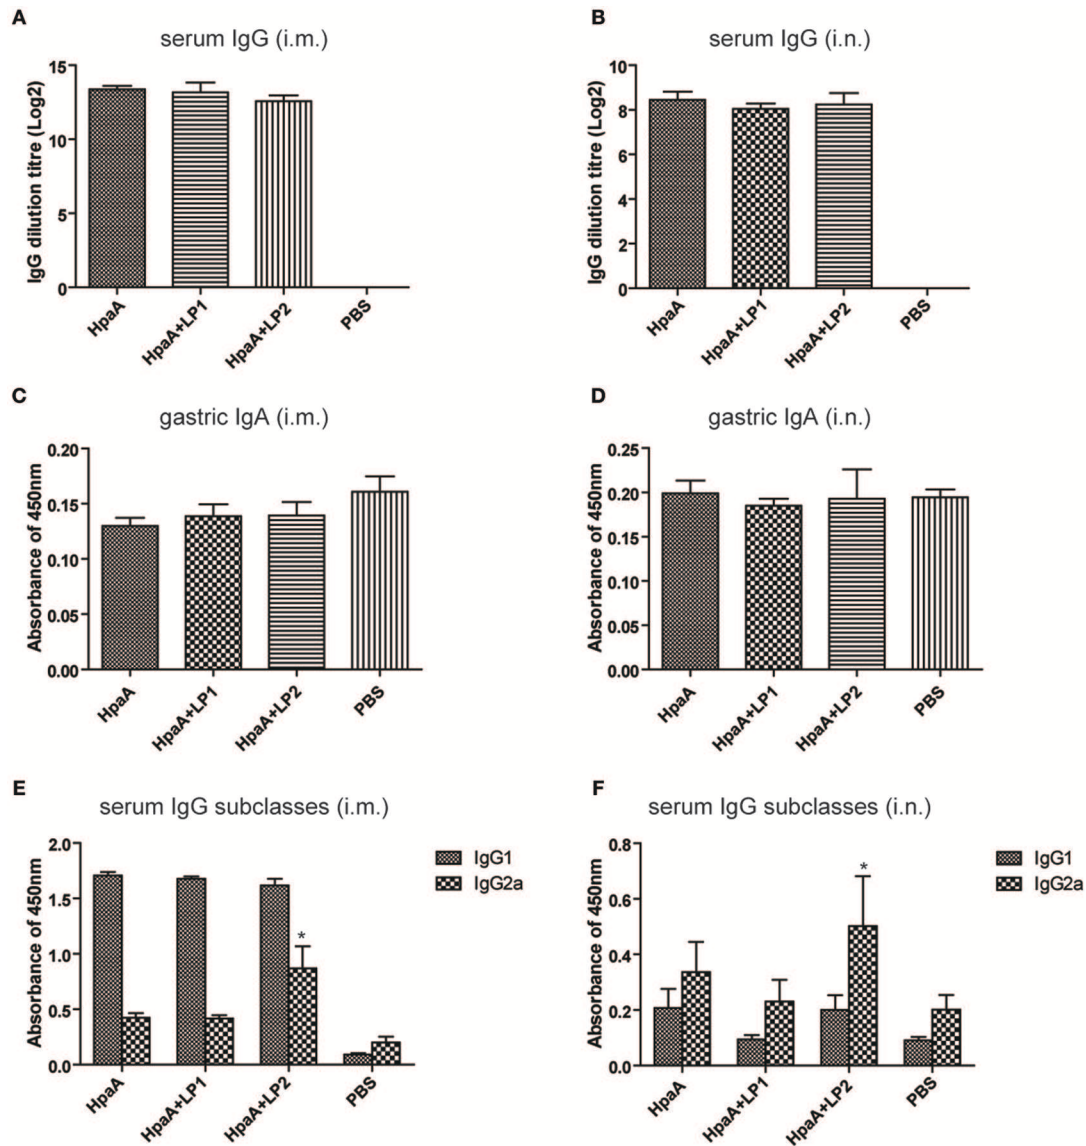 A
serum IgG (i.m.)
IgG dilution titre (Log2)
15
10
5
0
HpaA
HpaA+LP1
HpaA+LP2
PBS
B
serum IgG (i.n.)
IgG dilution titre (Log2)
10
8
6
4
2
0
HpaA
HpaA+LP1
HpaA+LP2
PBS
C
gastric IgA (i.m.)
Absorbance of 450nm
0.20
0.15
0.10
0.05
0.00
HpaA
HpaA+LP1
HpaA+LP2
PBS
D
gastric IgA (i.n.)
Absorbance of 450nm
0.25
0.20
0.15
0.10
0.05
0.00
HpaA
HpaA+LP1
HpaA+LP2
PBS
E
serum IgG subclasses (i.m.)
Absorbance of 450nm
2.0
1.5
1.0
0.5
0.0
*
IgG1
IgG2a
HpaA
HpaA+LP1
HpaA+LP2
PBS
F
serum IgG subclasses (i.n.)
Absorbance of 450nm
0.8
0.6
0.4
0.2
0.0
*
IgG1
IgG2a
HpaA
HpaA+LP1
HpaA+LP2
PBS